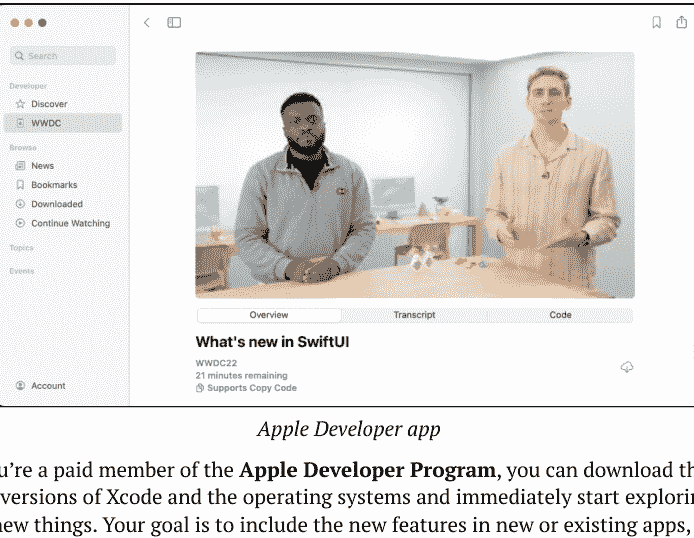 Search
Developer
Discover
WWDC
Browse
News
Bookmarks
Downloaded
Continue Watching
Topics
Events
Account
Overview Transcript Code
What's new in SwiftUI
WWDC22
21 minutes remaining
Supports Copy Code
Apple Developer app
u’re a paid member of the Apple Developer Program, you can download th
versions of Xcode and the operating systems and immediately start explorin
new things. Your goal is to include the new features in new or existing apps,